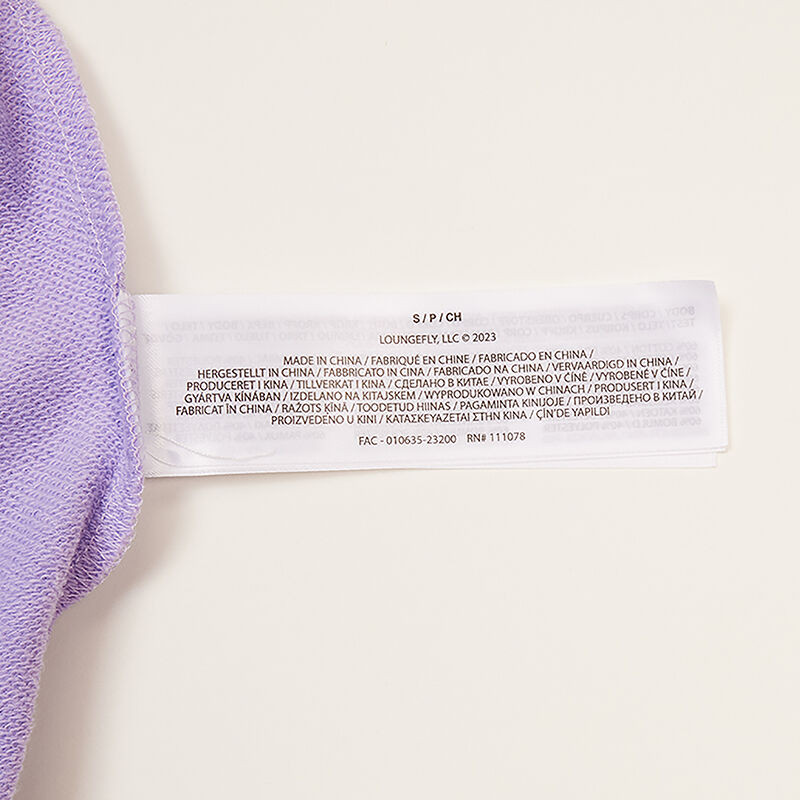 S / P / CH
LOUNGEFLY, LLC © 2023
MADE IN CHINA / FABRIQUÉ EN CHINE / FABRICADO EN CHINA /
HERGESTELLT IN CHINA / FABBRICATO IN CINA / FABRICADO NA CHINA / VERVAARDIGD IN CHINA /
PRODUCERET I KINA / TILLVERKAT I KINA / СДЕЛАНО В КИТАЕ / VYROBENO V ČÍNĚ / VYROBENÉ V ČÍNE /
GYÁRTVA KÍNÁBAN / IZDELANO NA KITAJSKEM / WYPRODUKOWANO W CHINACH / PRODUSERT I KINA /
FABRICAT ÎN CHINA / RAŽOTS ĶĪNĀ / TOODETUD HIINAS / PAGAMINTA KINIJOJE / ПРОИЗВЕДЕНО В КИТАЙ /
PROIZVEDENO U KINI / ΚΑΤΑΣΚΕΥΑΖΕΤΑΙ ΣΤΗΝ ΚΙΝΑ / ÇİN'DE YAPILDI
FAC - 010635-23200 RN# 111078